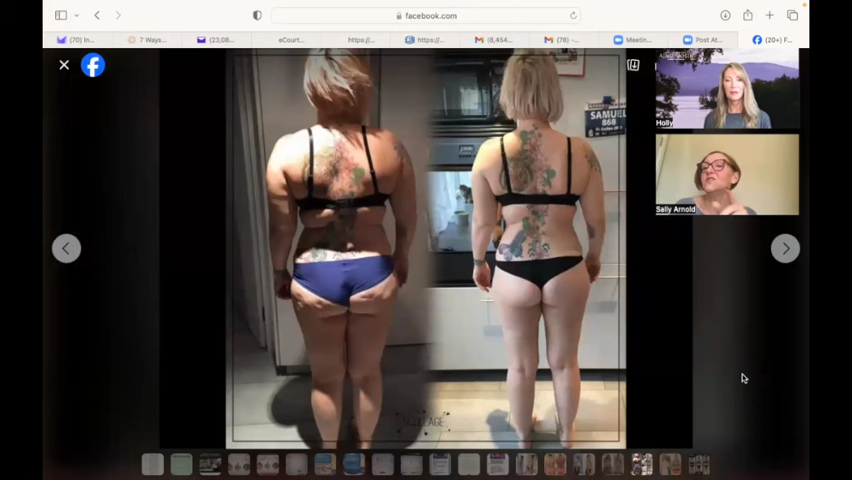 facebook.com
(70) In...
7 Ways...
(23,08...
eCourt...
https://...
https://...
(8,454...
(78) -...
Meetin...
Post At...
(20+) F...
SAMUEL
868
Holly
Sally Arnold